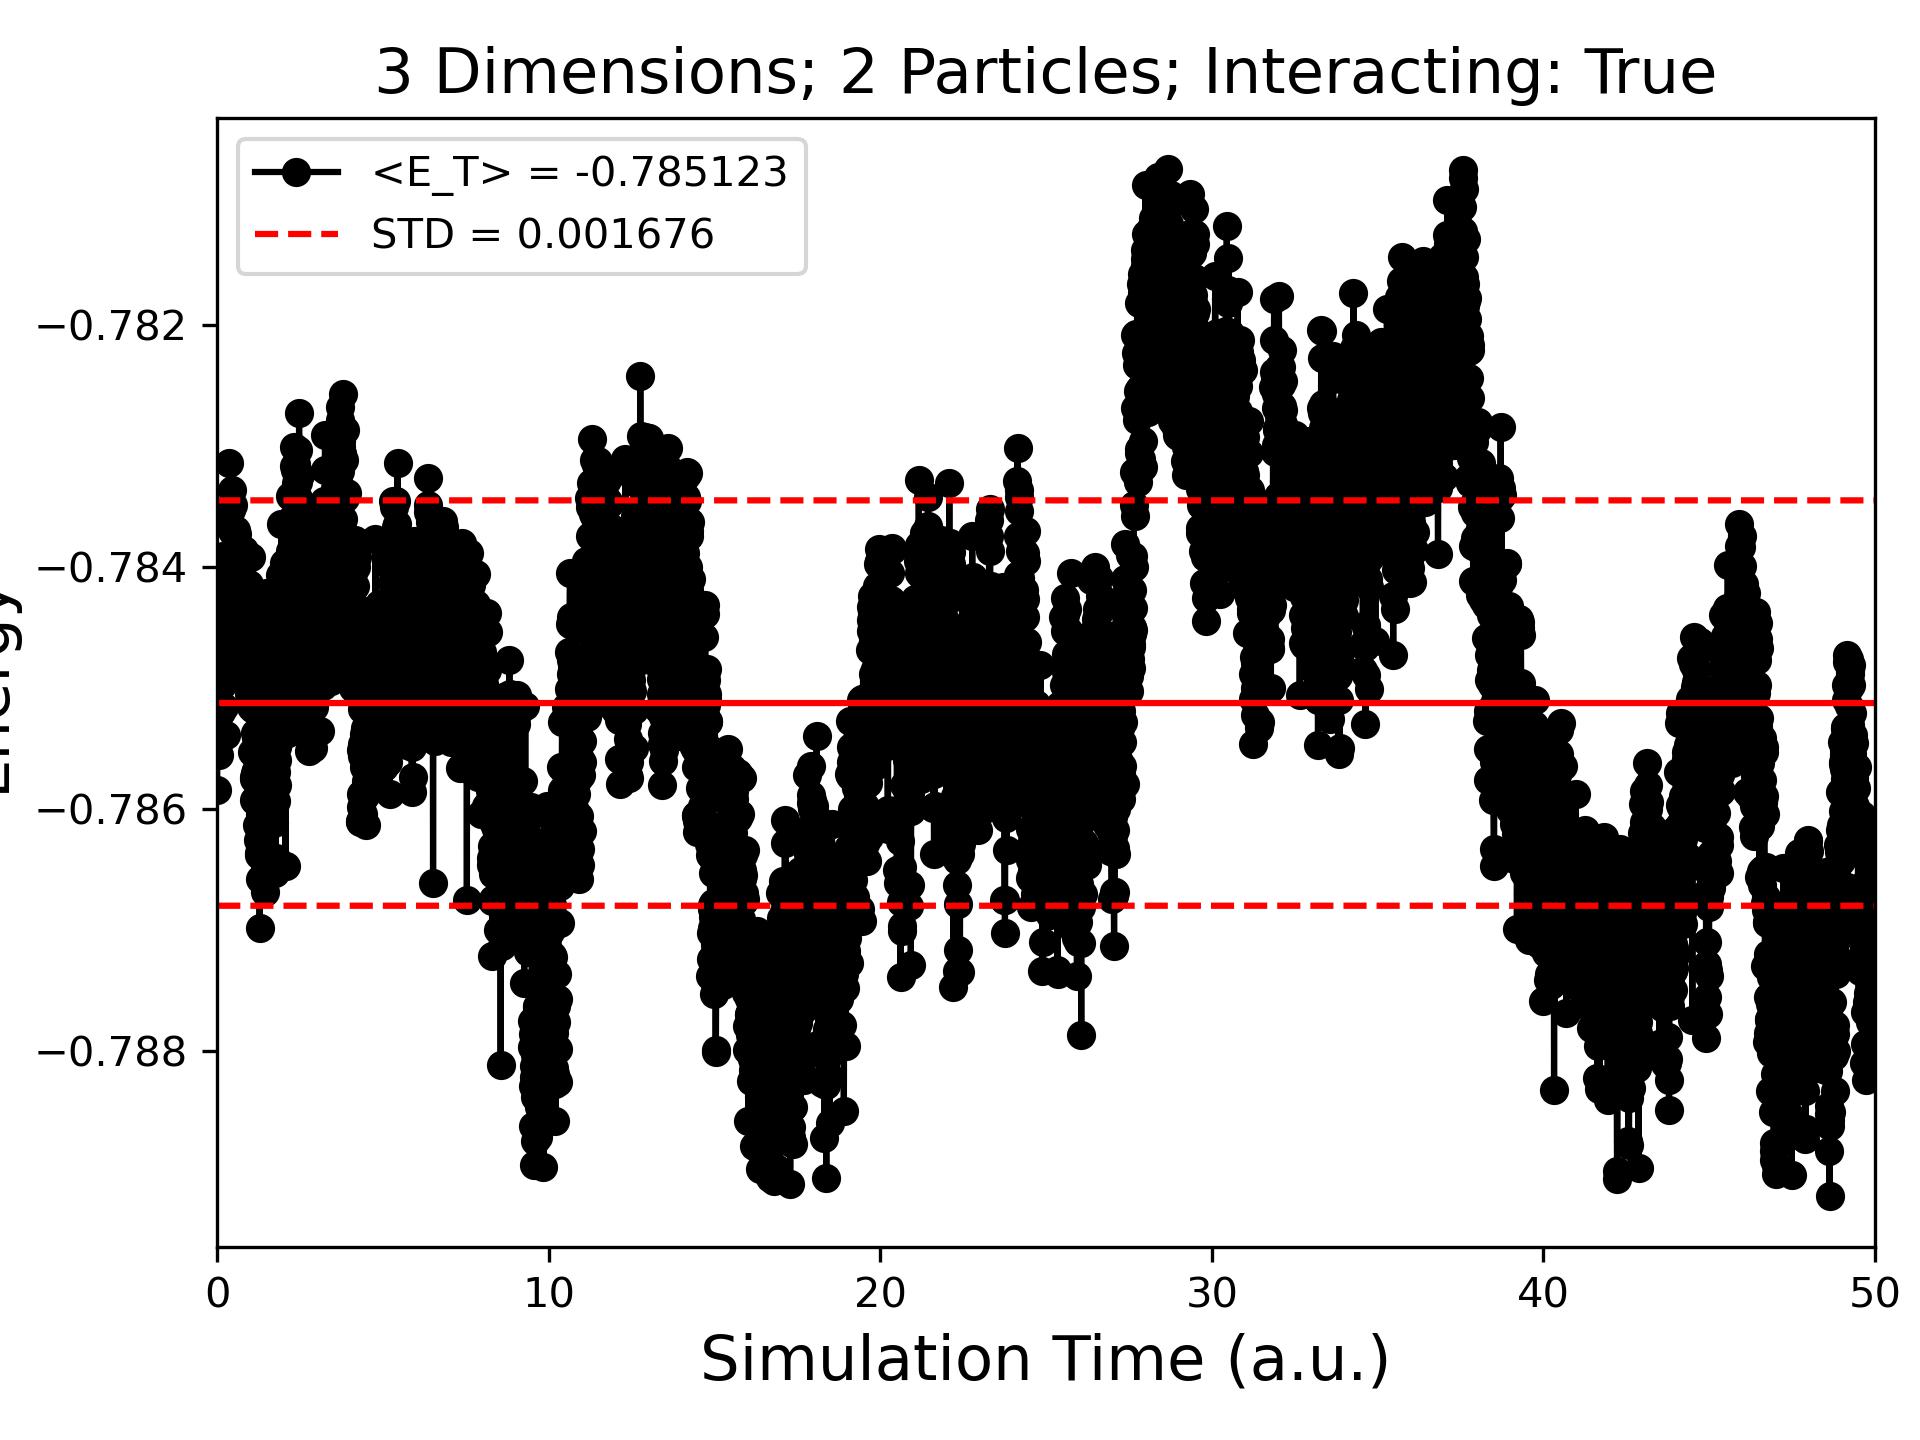 3 Dimensions; 2 Particles; Interacting: True
<E_T> = -0.785123
STD = 0.001676
−0.782
−0.784
−0.786
−0.788
Energy
0 10 20 30 40 50
Simulation Time (a.u.)